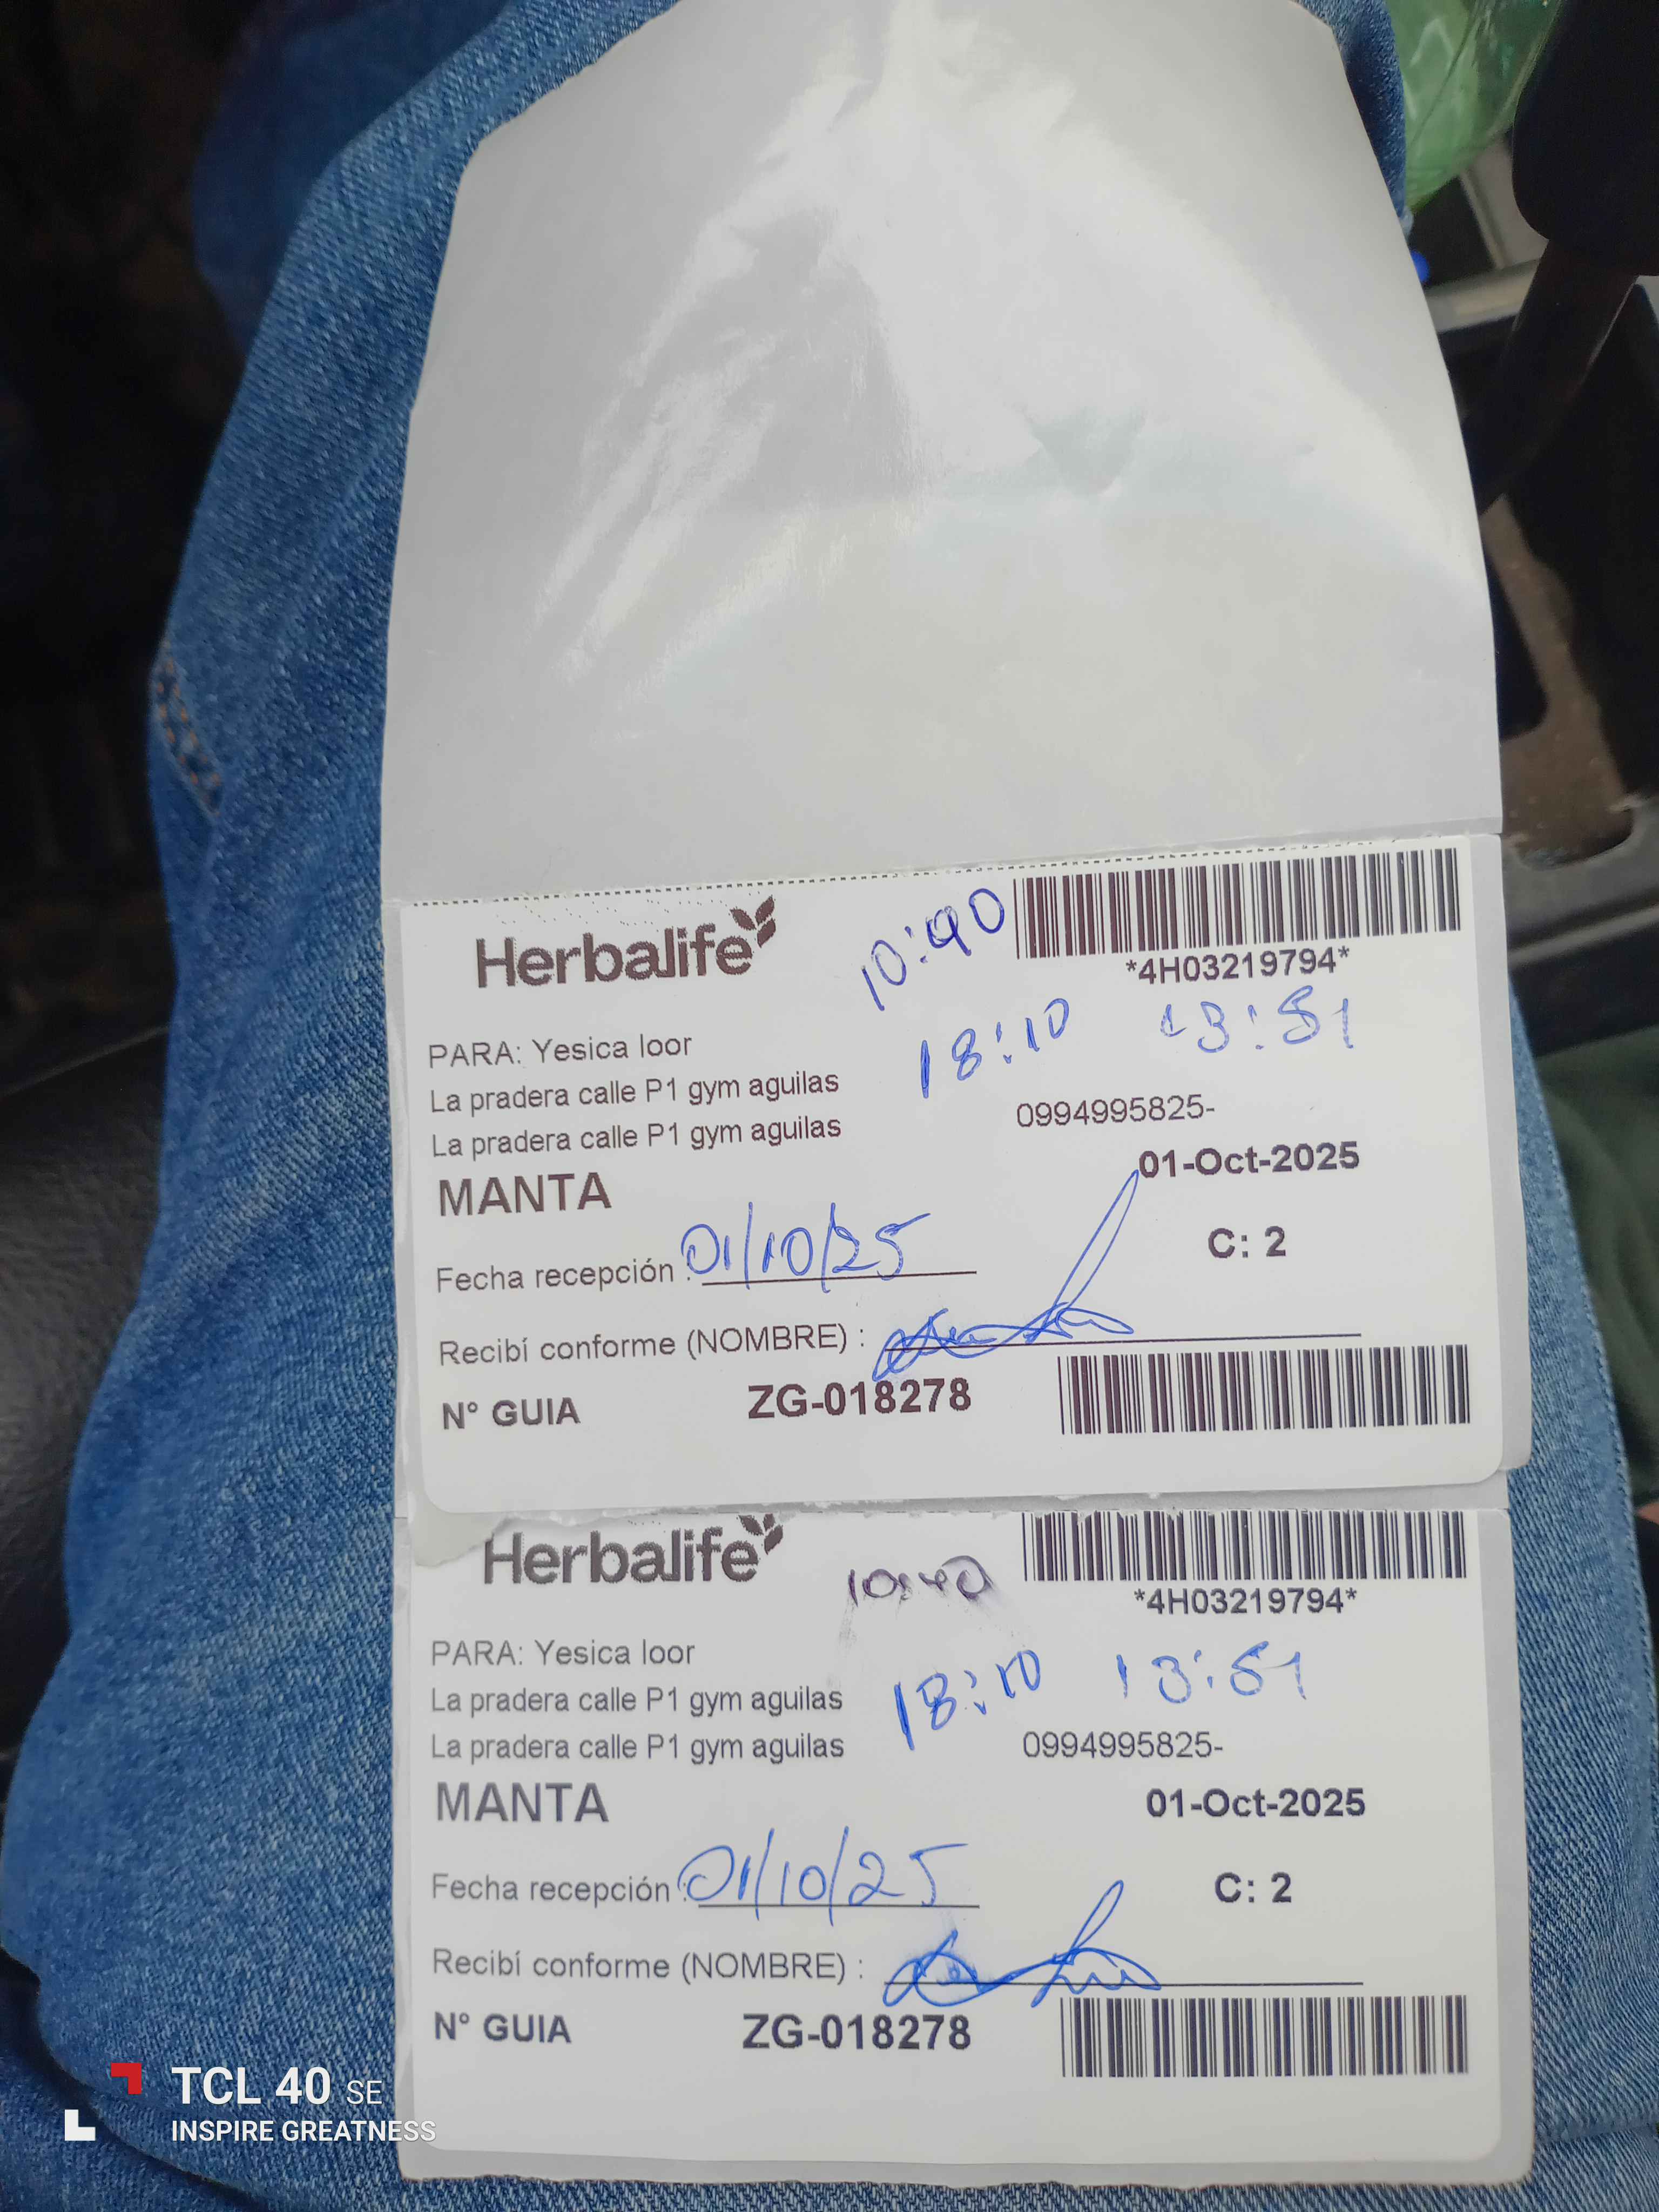 Herbalife
10:40
*4H03219794*
18:10 13:51
PARA: Yesica loor
La pradera calle P1 gym aguilas
La pradera calle P1 gym aguilas
0994995825-
01-Oct-2025
MANTA
C: 2
Fecha recepción : 01/10/25
Recibí conforme (NOMBRE) :
N° GUIA ZG-018278
Herbalife
10:40
*4H03219794*
PARA: Yesica loor
18:10 13:51
La pradera calle P1 gym aguilas
La pradera calle P1 gym aguilas
0994995825-
MANTA
01-Oct-2025
Fecha recepción : 01/10/25
C: 2
Recibí conforme (NOMBRE) :
N° GUIA ZG-018278
TCL 40 SE
INSPIRE GREATNESS